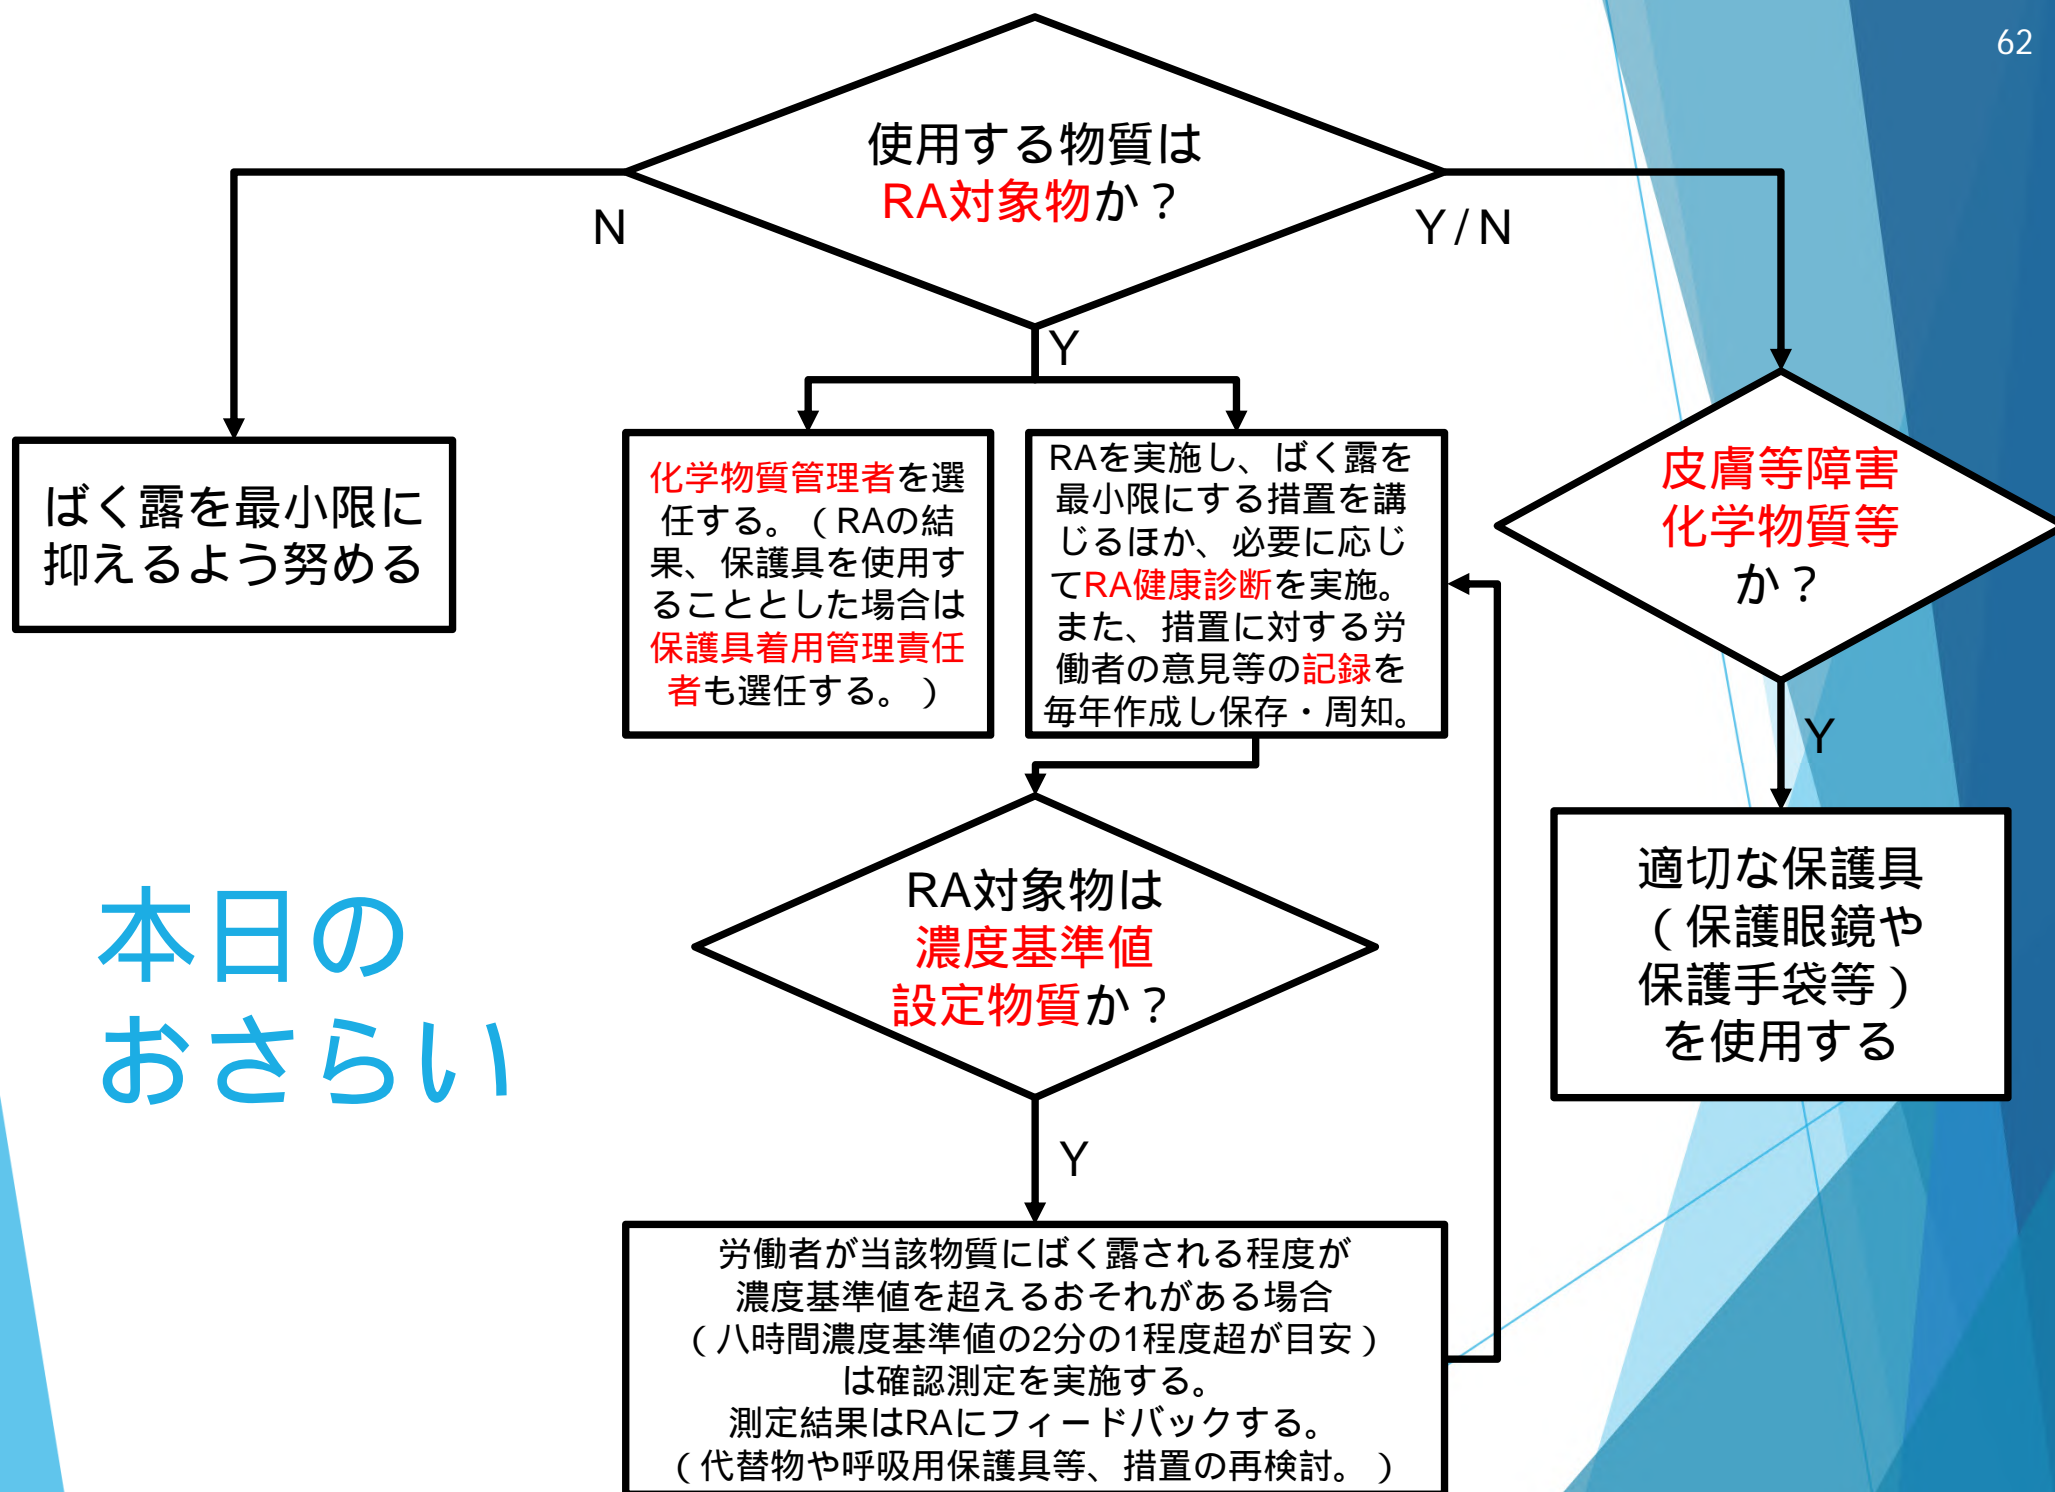 62
使用する物質は
RA対象物か？
N
Y/N
Y
ばく露を最小限に
抑えるよう努める
化学物質管理者を選
任する。（RAの結
果、保護具を使用す
ることとした場合は
保護具着用管理責任
者も選任する。）
RAを実施し、ばく露を
最小限にする措置を講
じるほか、必要に応じ
てRA健康診断を実施。
また、措置に対する労
働者の意見等の記録を
毎年作成し保存・周知。
皮膚等障害
化学物質等
か？
Y
適切な保護具
（保護眼鏡や
保護手袋等）
を使用する
RA対象物は
濃度基準値
設定物質か？
Y
労働者が当該物質にばく露される程度が
濃度基準値を超えるおそれがある場合
（八時間濃度基準値の2分の1程度超が目安）
は確認測定を実施する。
測定結果はRAにフィードバックする。
（代替物や呼吸用保護具等、措置の再検討。）
本日の
おさらい